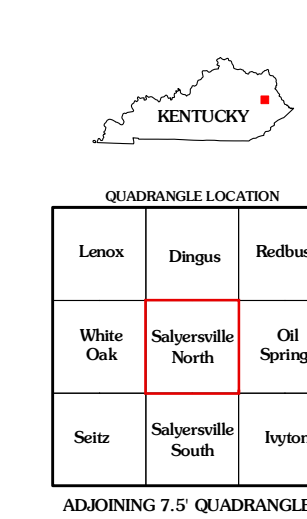 KENTUCKY
QUADRANGLE LOCATION
Lenox
Dingus
Redbus
White
Oak
Salyersville
North
Oil
Spring
Seitz
Salyersville
South
Ivyton
ADJOINING 7.5' QUADRANGLE